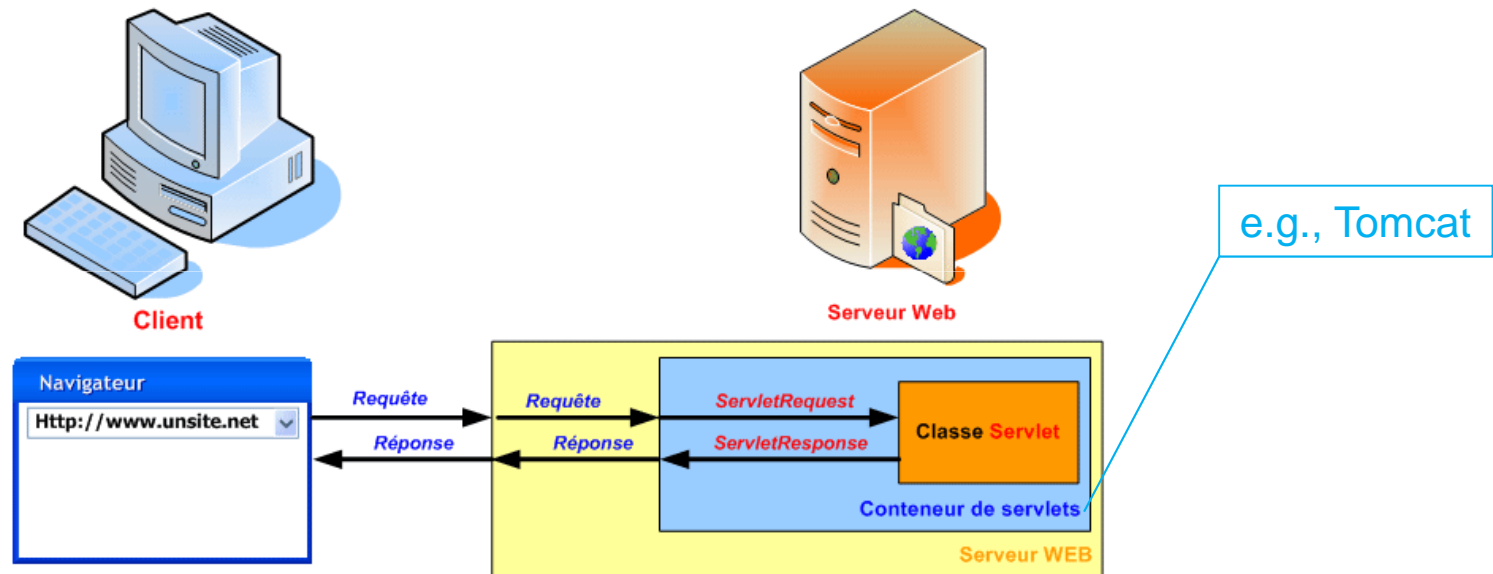 e.g., Tomcat
Client
Serveur Web
Navigateur
Http://www.unsite.net
Requête
Réponse
Requête
Réponse
ServletRequest
ServletResponse
Classe Servlet
Conteneur de servlets
Serveur WEB